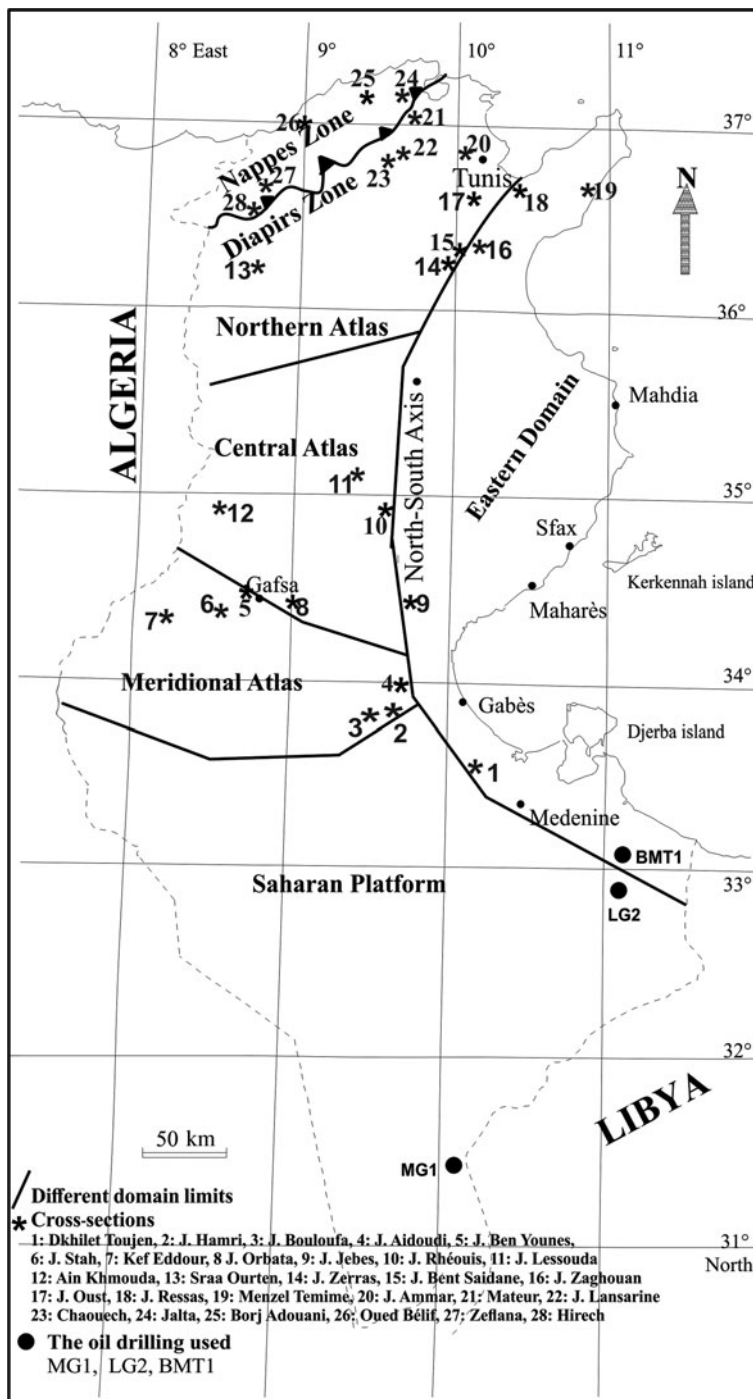 8° East 9° 10° 11°
25 24
37°
26 Nappes Zone 21
20
22
27 23 Tunis
N
28 Diapirs Zone 17 18 19
15 16
13 14
36°
Northern Atlas
ALGERIA
Mahdia
North-South Axis
Eastern Domain
Central Atlas
11
35°
12 10
Sfax
Gafsa
Kerkennah island
6 5 8 9 Maharès
7
34°
Meridional Atlas 4
Gabès
3 2 Djerba island
1
Medenine
BMT1
33°
Saharan Platform
LG2
32°
LIBYA
50 km
MG1
Different domain limits
* Cross-sections
31°
1: Dkhilet Toujen, 2: J. Hamri, 3: J. Bouloufa, 4: J. Aidoudi, 5: J. Ben Younes,
North
6: J. Stah, 7: Kef Eddour, 8 J. Orbata, 9: J. Jebes, 10: J. Rhéouis, 11: J. Lessouda
12: Ain Khmouda, 13: Sraa Ourten, 14: J. Zerras, 15: J. Bent Saidane, 16: J. Zaghouan
17: J. Oust, 18: J. Ressas, 19: Menzel Temime, 20: J. Ammar, 21: Mateur, 22: J. Lansarine
23: Chaouech, 24: Jalta, 25: Borj Adouani, 26: Oued Bélif, 27: Zeflana, 28: Hirech
The oil drilling used
MG1, LG2, BMT1